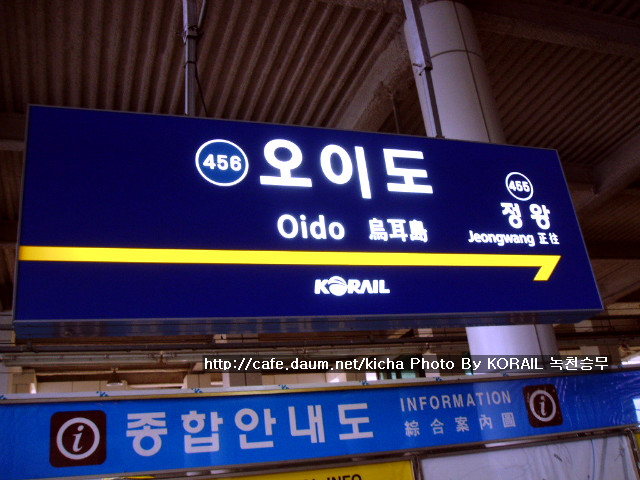 456 오이도
455
정왕
Oido 烏耳島
Jeongwang 正往
KORAIL
http://cafe.daum.net/kicha Photo By KORAIL 녹천승무
i 종합안내도 INFORMATION i
綜合案內圖
INFO